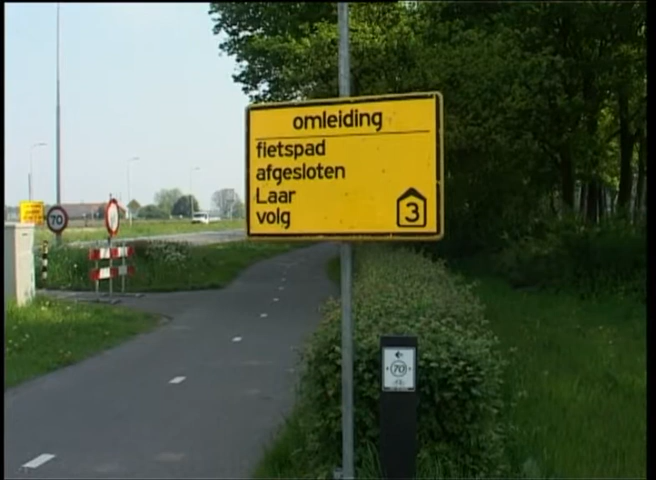 omleiding
fietspad
afgesloten
Laar
volg
3
70
70